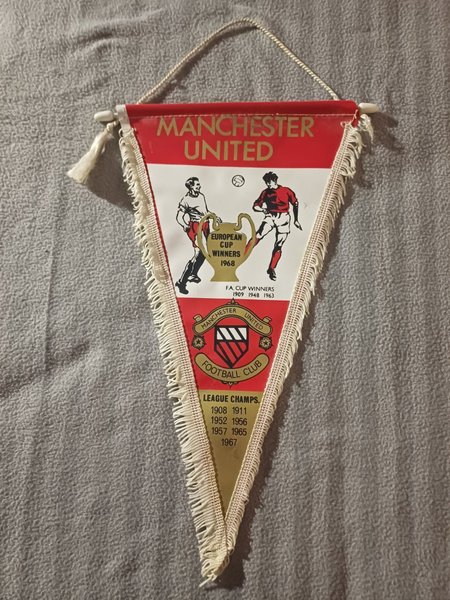 MANCHESTER
UNITED
EUROPEAN
CUP
WINNERS
1968
F.A. CUP WINNERS
1909 1948 1963
MANCHESTER UNITED
FOOTBALL CLUB
LEAGUE CHAMPS.
1908 1911
1952 1956
1957 1965
1967